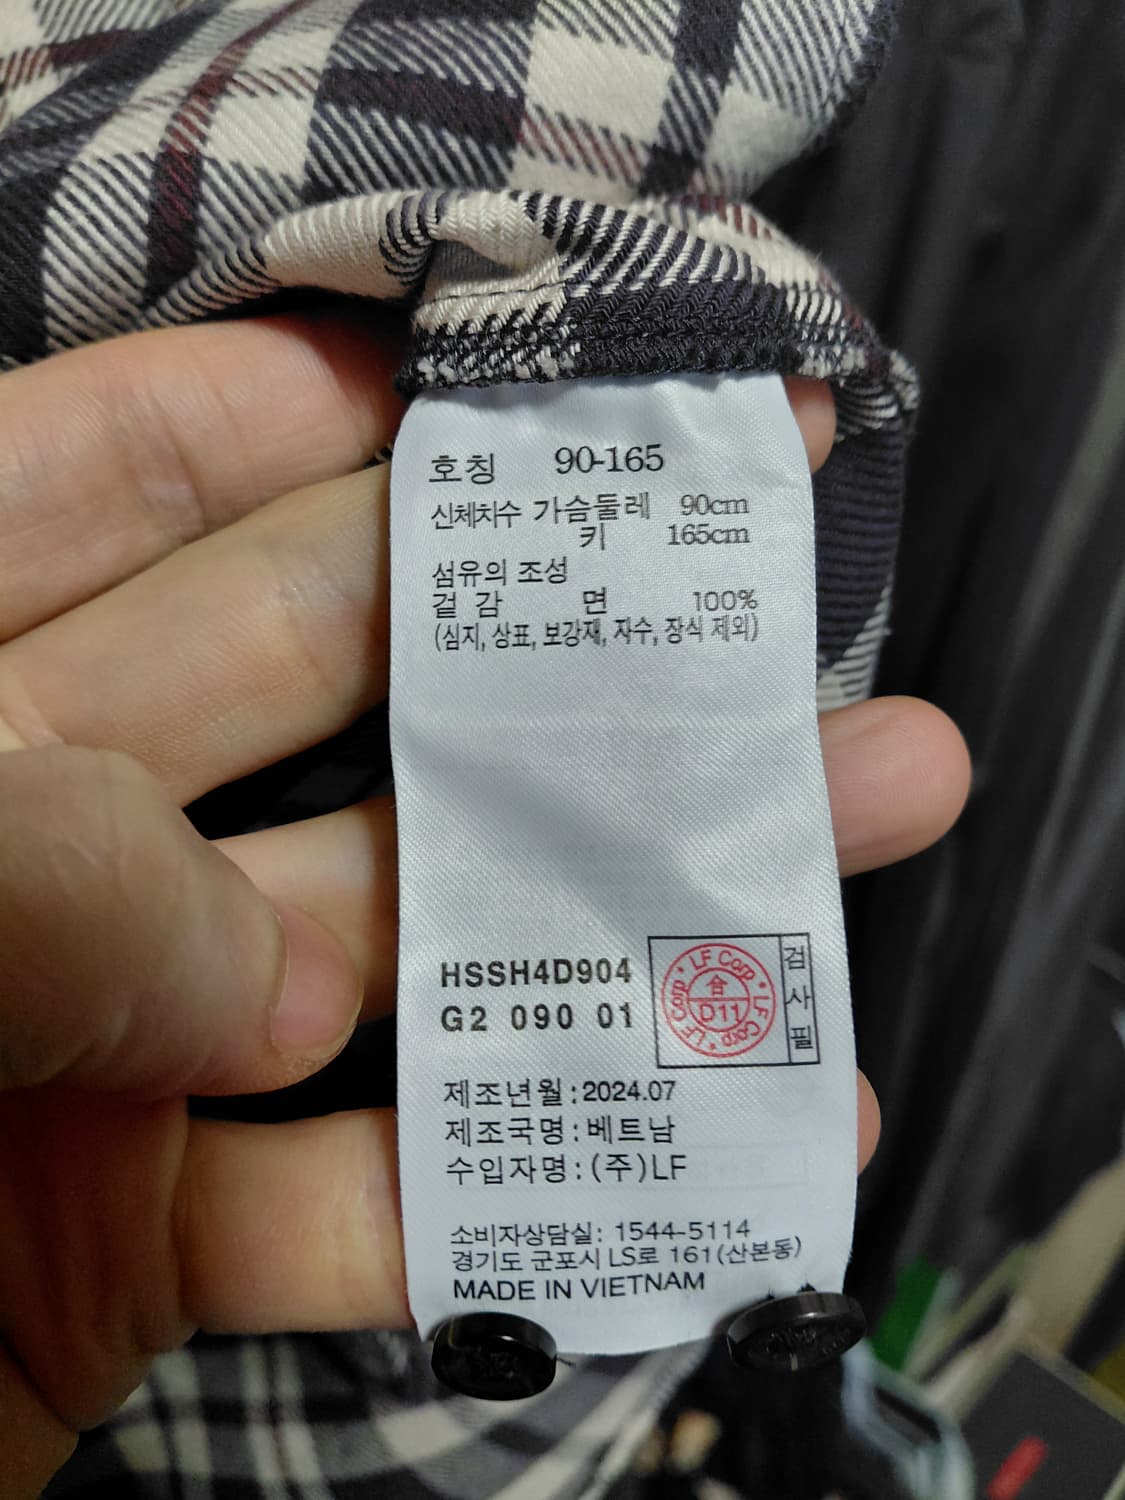 호칭 90-165
신체치수 가슴둘레 90cm
키 165cm
섬유의 조성
겉 감 면 100%
(심지, 상표, 보강재, 자수, 장식 제외)
HSSH4D904
G2 090 01
LF Corp * LF Corp * LF Corp *
合
D11
검사필
제조년월:2024.07
제조국명:베트남
수입자명:(주)LF
소비자상담실: 1544-5114
경기도 군포시 LS로 161(산본동)
MADE IN VIETNAM